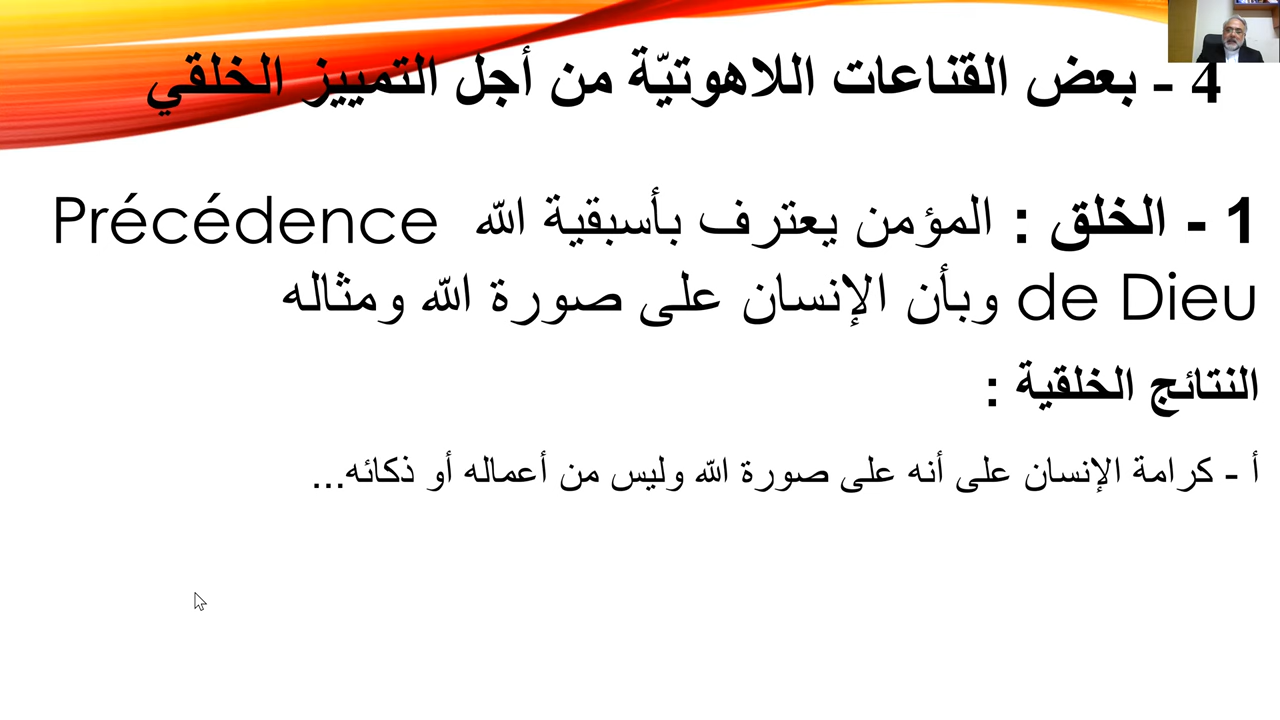 4 - بعض القناعات اللاهوتيّة من أجل التمييز الخلقي
1 - الخلق : المؤمن يعترف بأسبقية الله Précédence
de Dieu وبأن الإنسان على صورة الله ومثاله
النتائج الخلقية :
أ - كرامة الإنسان على أنه على صورة الله وليس من أعماله أو ذكائه...